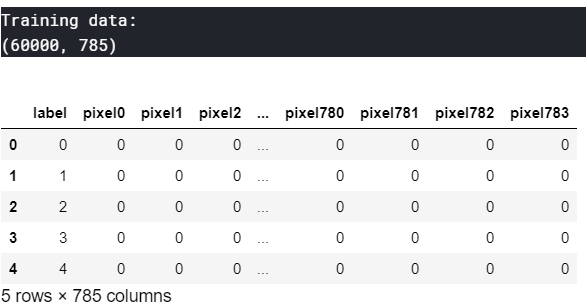 Training data:
(60000, 785)
label pixel0 pixel1 pixel2 ... pixel780 pixel781 pixel782 pixel783
0 0 0 0 0 ... 0 0 0 0
1 1 0 0 0 ... 0 0 0 0
2 2 0 0 0 ... 0 0 0 0
3 3 0 0 0 ... 0 0 0 0
4 4 0 0 0 ... 0 0 0 0
5 rows × 785 columns